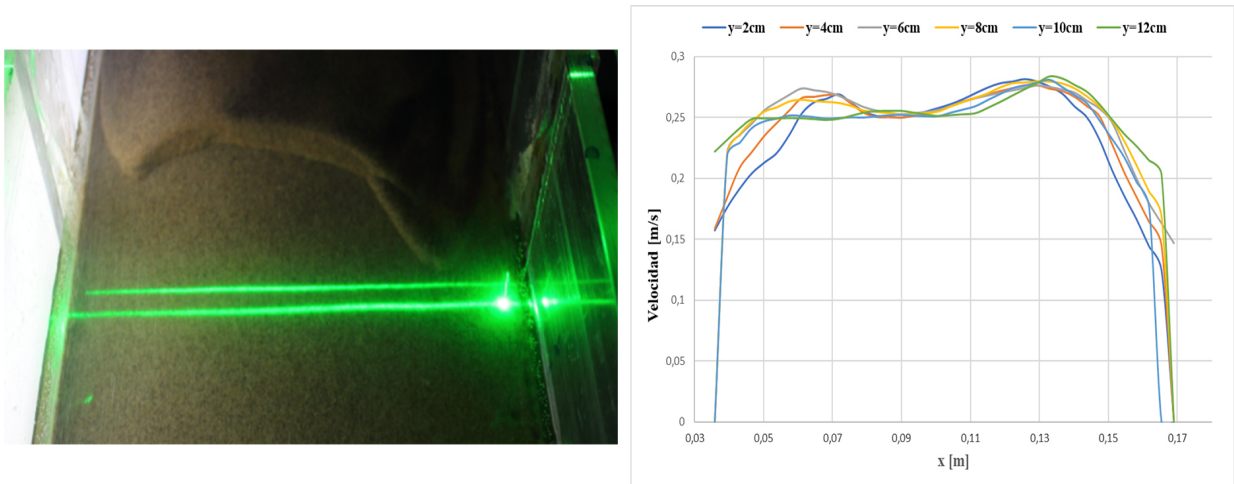 y=2cm y=4cm y=6cm y=8cm y=10cm y=12cm
0,3
0,25
0,2
0,15
0,1
0,05
0
Velocidad [m/s]
0,03 0,05 0,07 0,09 0,11 0,13 0,15 0,17
x [m]